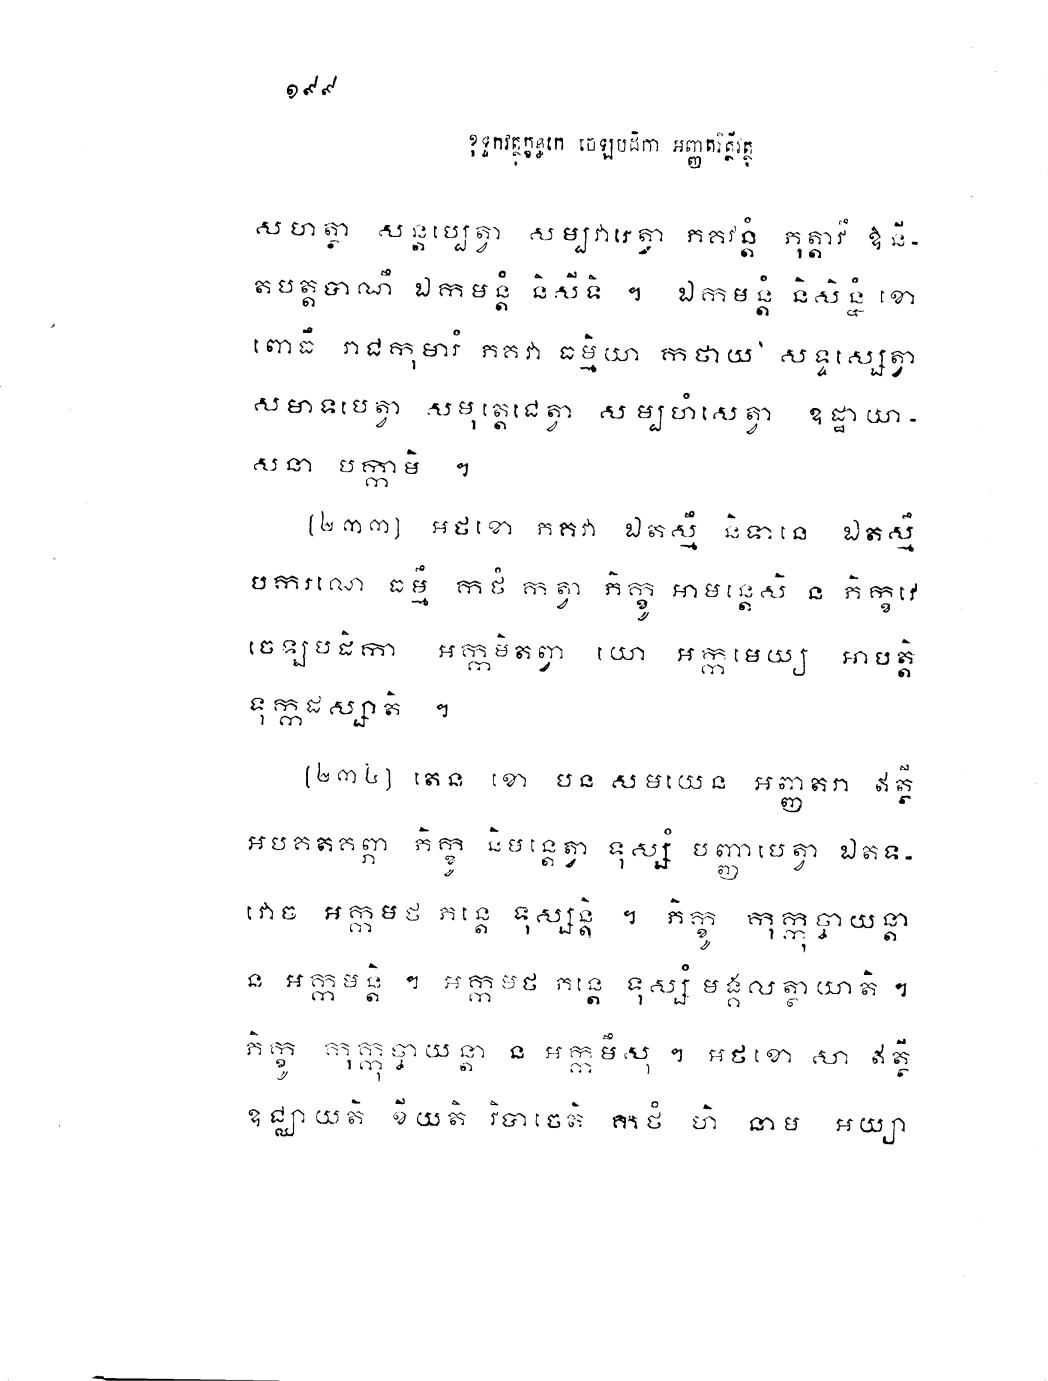 ១៩៩
ខុទ្ទកវត្ថុក្ខន្ធកេ ចេឡបដិកា អញ្ញតរិត្ថីវត្ថុ
សហត្ថា សន្តប្បេត្វា សម្បវារេត្វា ភគវន្តំ ភុត្តាវឹ ឱនី-
តបត្តបាណឹ ឯកមន្តំ និសីទិ ។ ឯកមន្តំ និសិន្នំ ខោ
ពោធឹ រាជកុមារំ ភគវា ធម្មិយា កថាយ សន្ទស្សេត្វា
សមាទបេត្វា សមុត្តេជេត្វា សម្បហំសេត្វា ឧដ្ឋាយា-
សនា បក្កាមិ ។
(២៣៣) អថខោ ភគវា ឯតស្មឹ និទានេ ឯតស្មឹ
បករណេ ធម្មឹ កថំ កត្វា ភិក្ខូ អាមន្តេសិ ន ភិក្ខវេ
ចេឡបដិកា អក្កមិតព្វា យោ អក្កមេយ្យ អាបត្តិ
ទុក្កដស្សាតិ ។
(២៣៤) តេន ខោ បន សមយេន អញ្ញតរា ឥត្ថី
អបគតគព្ភា ភិក្ខូ និមន្តេត្វា ទុស្សំ បញ្ញាបេត្វា ឯតទ-
វោច អក្កមថ ភន្តេ ទុស្សន្តិ ។ ភិក្ខូ កុក្កុច្ចាយន្តា
ន អក្កមន្តិ ។ អក្កមថ ភន្តេ ទុស្សំ មង្គលត្ថាយាតិ ។
ភិក្ខូ កុក្កុច្ចាយន្តា ន អក្កមឹសុ ។ អថខោ សា ឥត្ថី
ឧជ្ឈាយតិ ខីយតិ វិបាចេតិ កថំ ហិ នាម អយ្យា